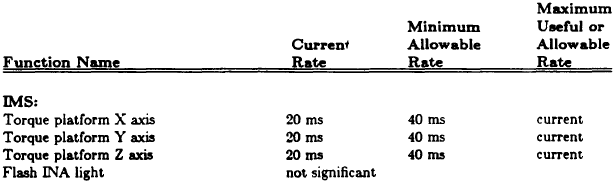 Maximum
Minimum Useful or
Current Allowable Allowable
Function Name Rate Rate Rate
IMS:
Torque platform X axis 20 ms 40 ms current
Torque platform Y axis 20 ms 40 ms current
Torque platform Z axis 20 ms 40 ms current
Flash INA light not significant